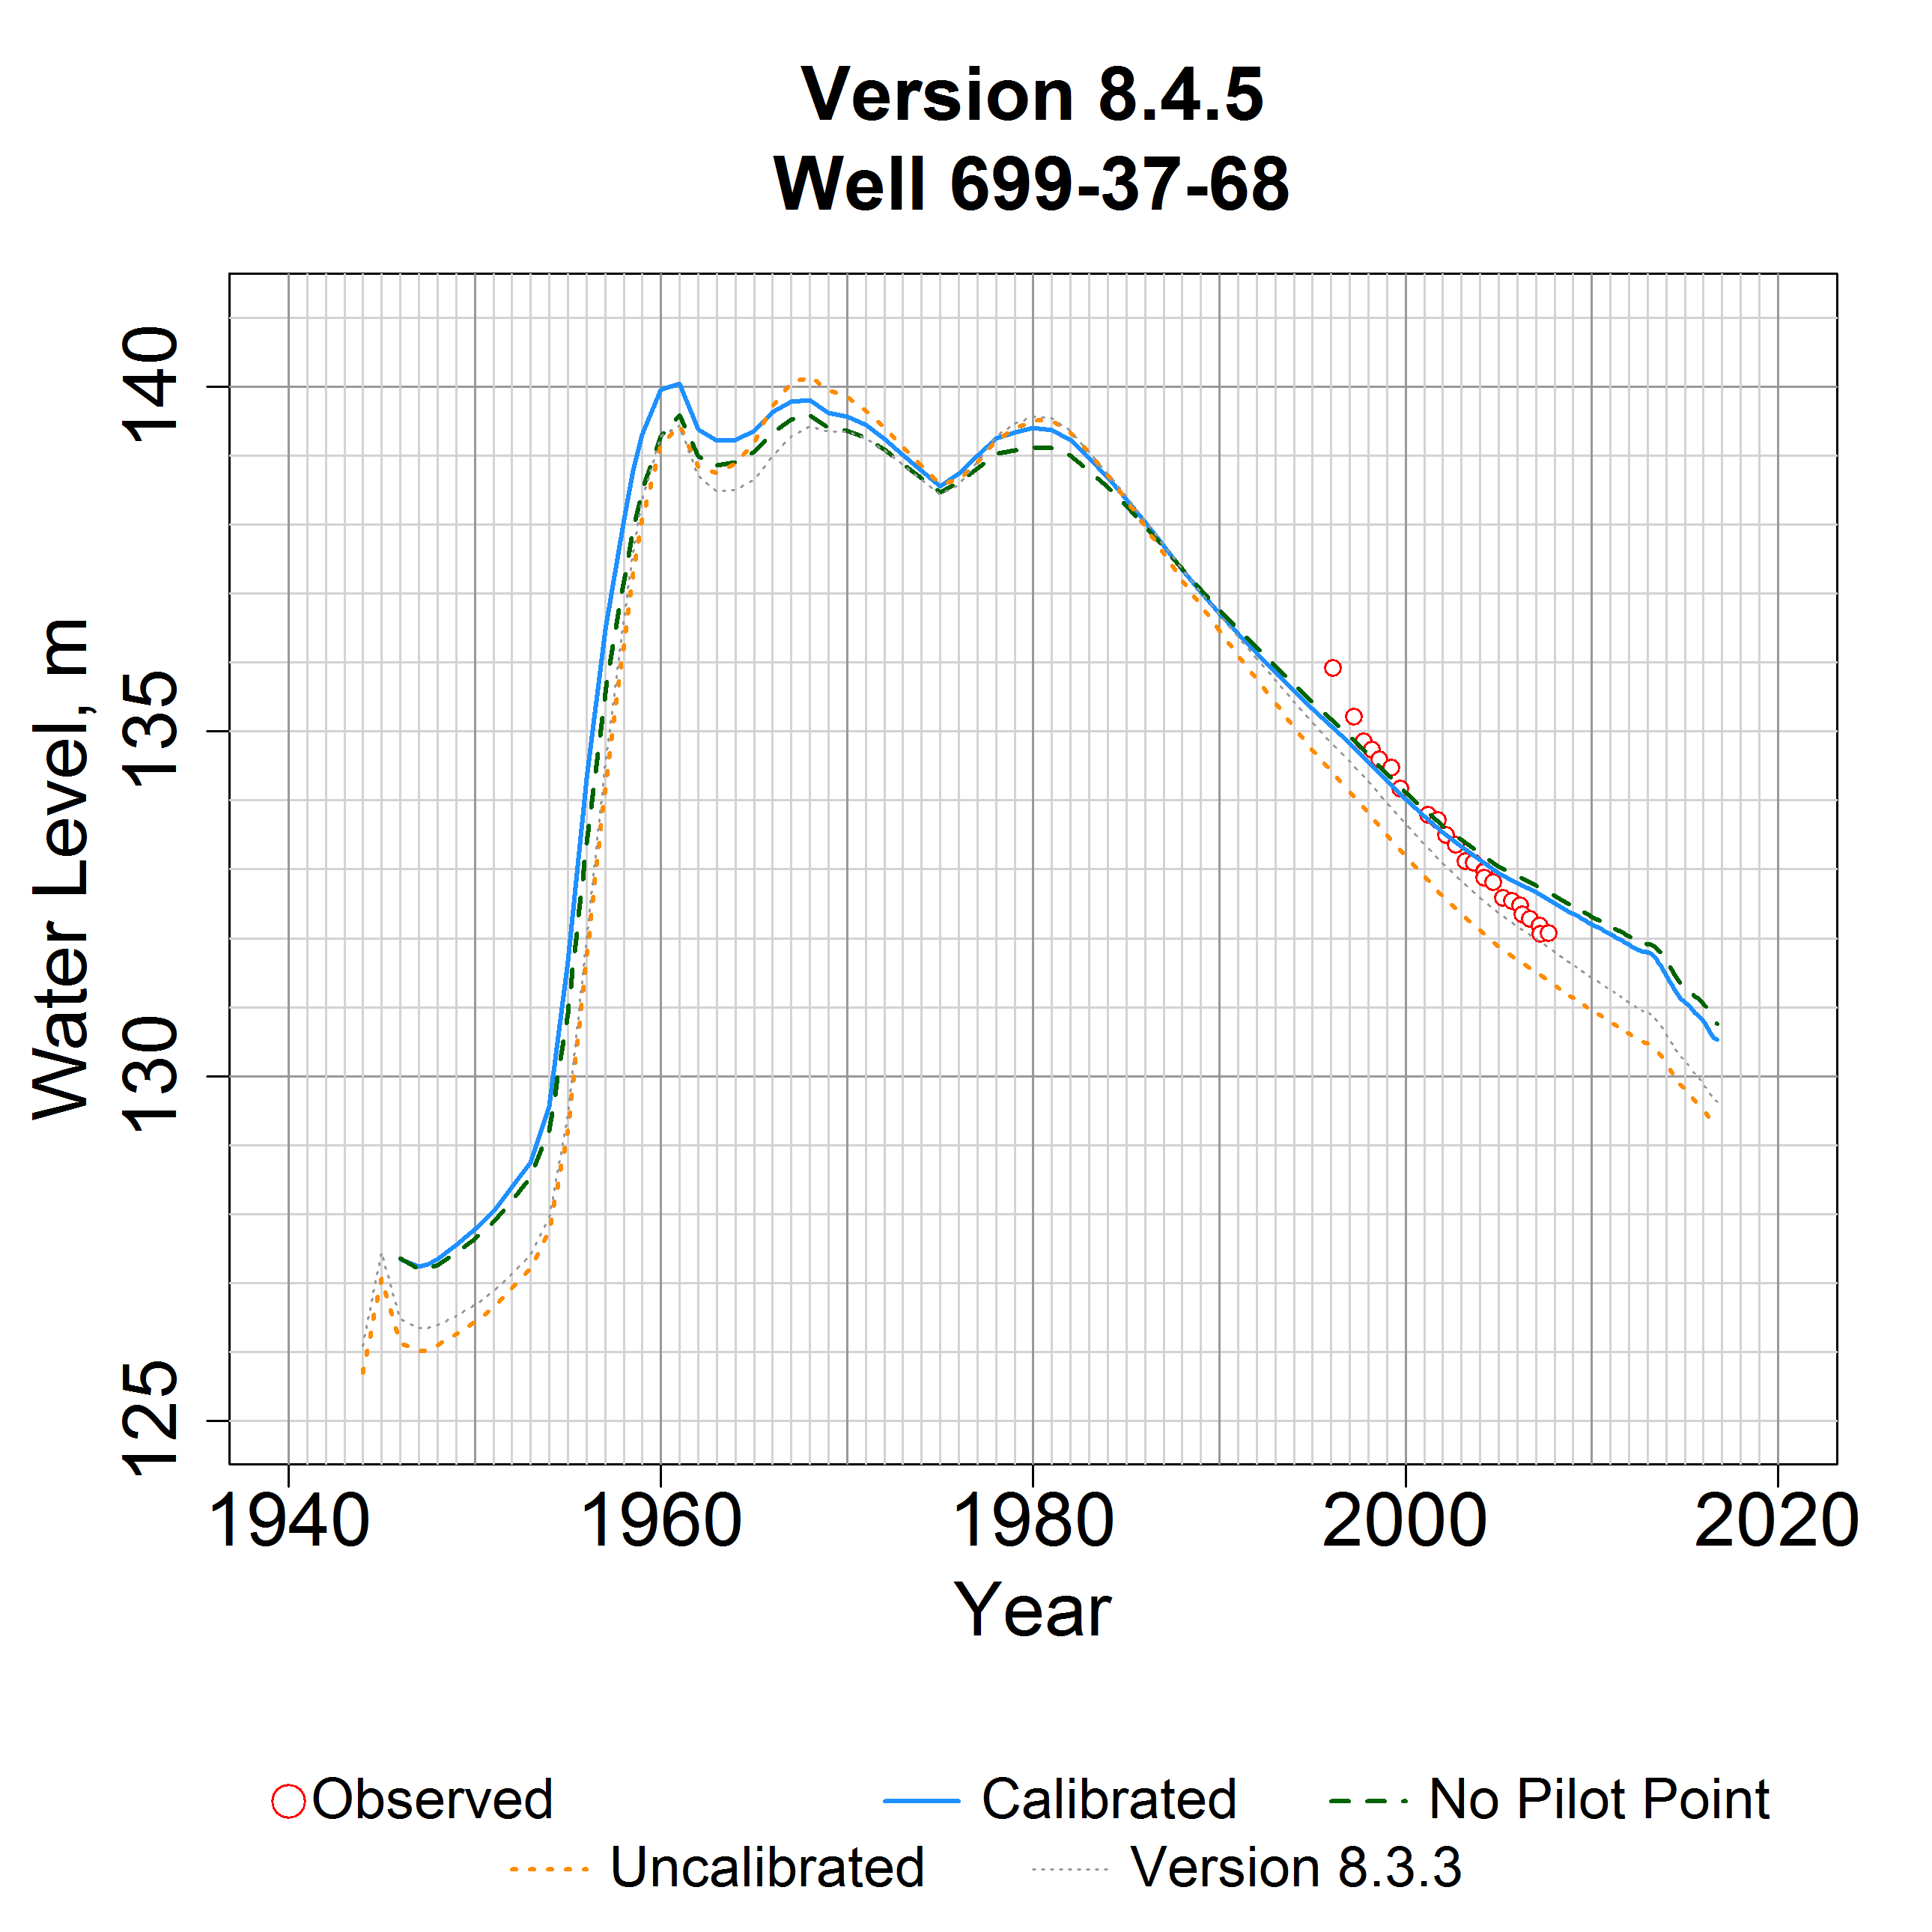 Version 8.4.5
Well 699-37-68
Water Level, m
140
135
130
125
1940 1960 1980 2000 2020
Year
Observed Calibrated No Pilot Point
Uncalibrated Version 8.3.3